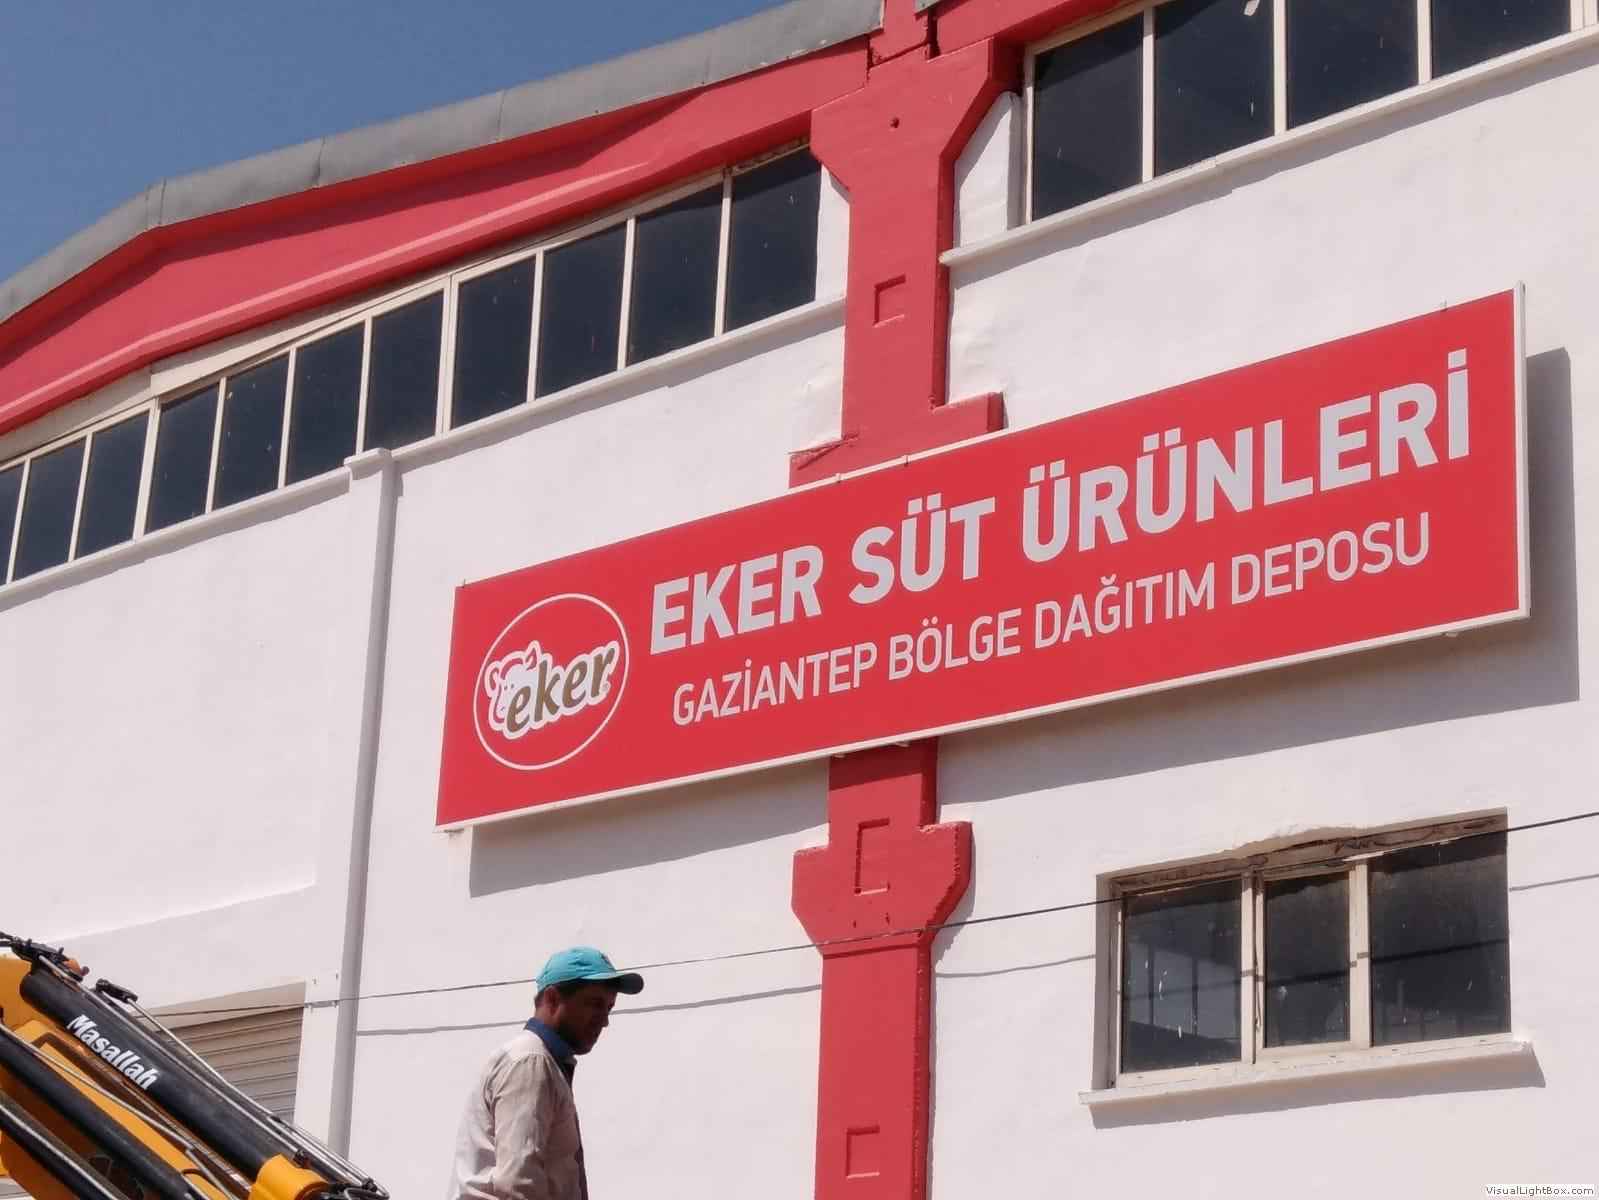 EKER SÜT ÜRÜNLERİ
eker
GAZİANTEP BÖLGE DAĞITIM DEPOSU
Masallah
VisualLightBox.com